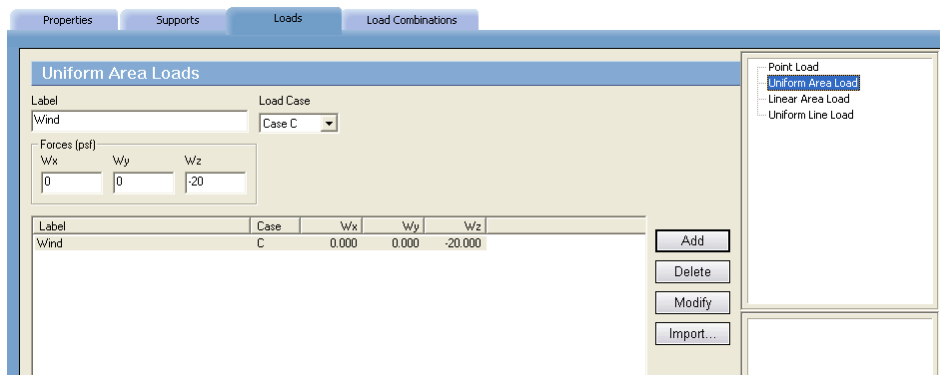 Properties Supports Loads Load Combinations
Uniform Area Loads
Label Load Case
Wind Case C
Forces (psf)
Wx Wy Wz
0 0 -20
Label Case Wx Wy Wz
Wind C 0.000 0.000 -20.000
Add
Delete
Modify
Import...
Point Load
Uniform Area Load
Linear Area Load
Uniform Line Load